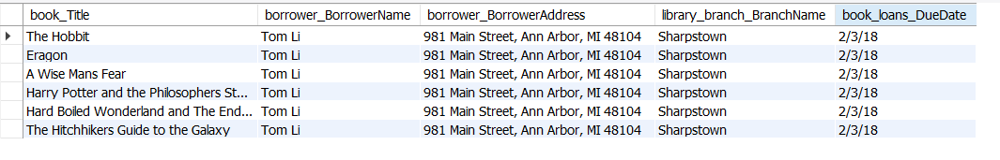 book_Title borrower_BorrowerName borrower_BorrowerAddress library_branch_BranchName book_loans_DueDate
The Hobbit Tom Li 981 Main Street, Ann Arbor, MI 48104 Sharpstown 2/3/18
Eragon Tom Li 981 Main Street, Ann Arbor, MI 48104 Sharpstown 2/3/18
A Wise Mans Fear Tom Li 981 Main Street, Ann Arbor, MI 48104 Sharpstown 2/3/18
Harry Potter and the Philosophers St... Tom Li 981 Main Street, Ann Arbor, MI 48104 Sharpstown 2/3/18
Hard Boiled Wonderland and The End... Tom Li 981 Main Street, Ann Arbor, MI 48104 Sharpstown 2/3/18
The Hitchhikers Guide to the Galaxy Tom Li 981 Main Street, Ann Arbor, MI 48104 Sharpstown 2/3/18